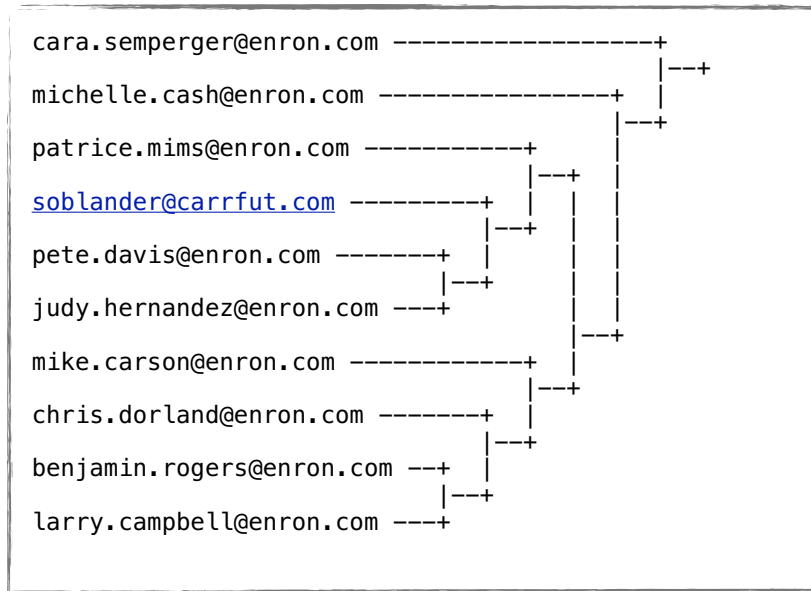 cara.semperger@enron.com ------------------+
|--+
michelle.cash@enron.com ----------------+ |
|--+
patrice.mims@enron.com -----------+ |
|--+ |
soblander@carrfut.com ---------+ | | |
|--+ | |
pete.davis@enron.com -------+ | | |
|--+ | |
judy.hernandez@enron.com ---+ | |
|--+
mike.carson@enron.com ------------+ |
|--+
chris.dorland@enron.com --------+ |
|--+
benjamin.rogers@enron.com --+ |
|--+
larry.campbell@enron.com ---+